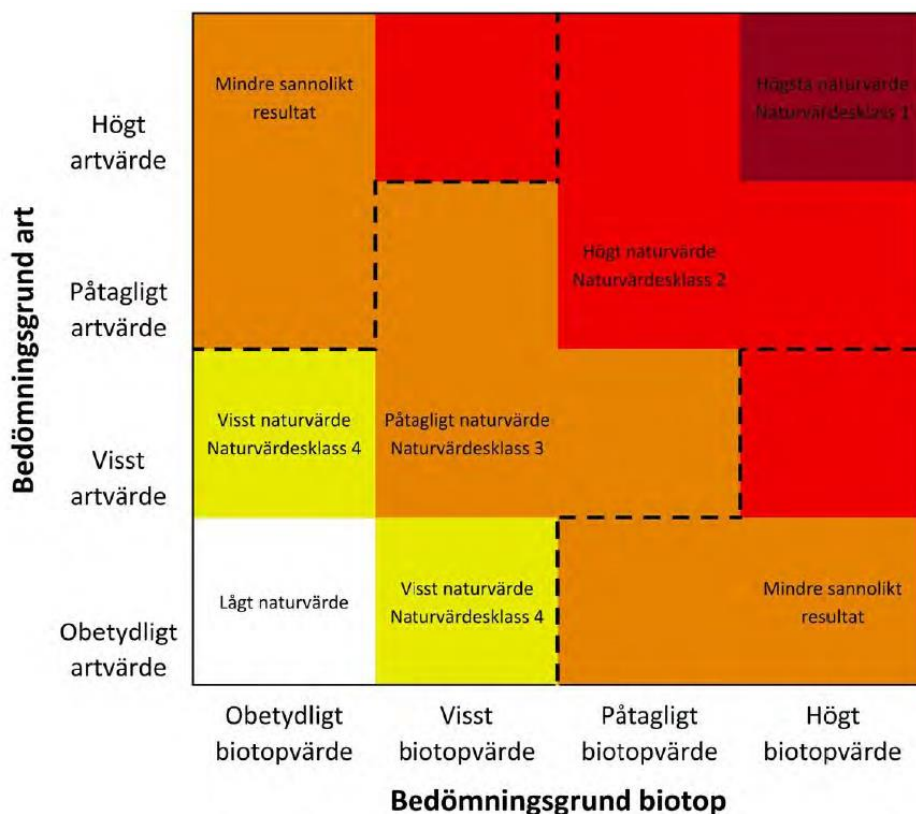 Bedömningsgrund art
Högt
artvärde
Påtagligt
artvärde
Visst
artvärde
Obetydligt
artvärde
Mindre sannolikt
resultat
Högsta naturvärde
Naturvärdesklass 1
Högt naturvärde
Naturvärdesklass 2
Visst naturvärde
Naturvärdesklass 4
Påtagligt naturvärde
Naturvärdesklass 3
Lågt naturvärde
Visst naturvärde
Naturvärdesklass 4
Mindre sannolikt
resultat
Obetydligt
biotopvärde
Visst
biotopvärde
Påtagligt
biotopvärde
Högt
biotopvärde
Bedömningsgrund biotop